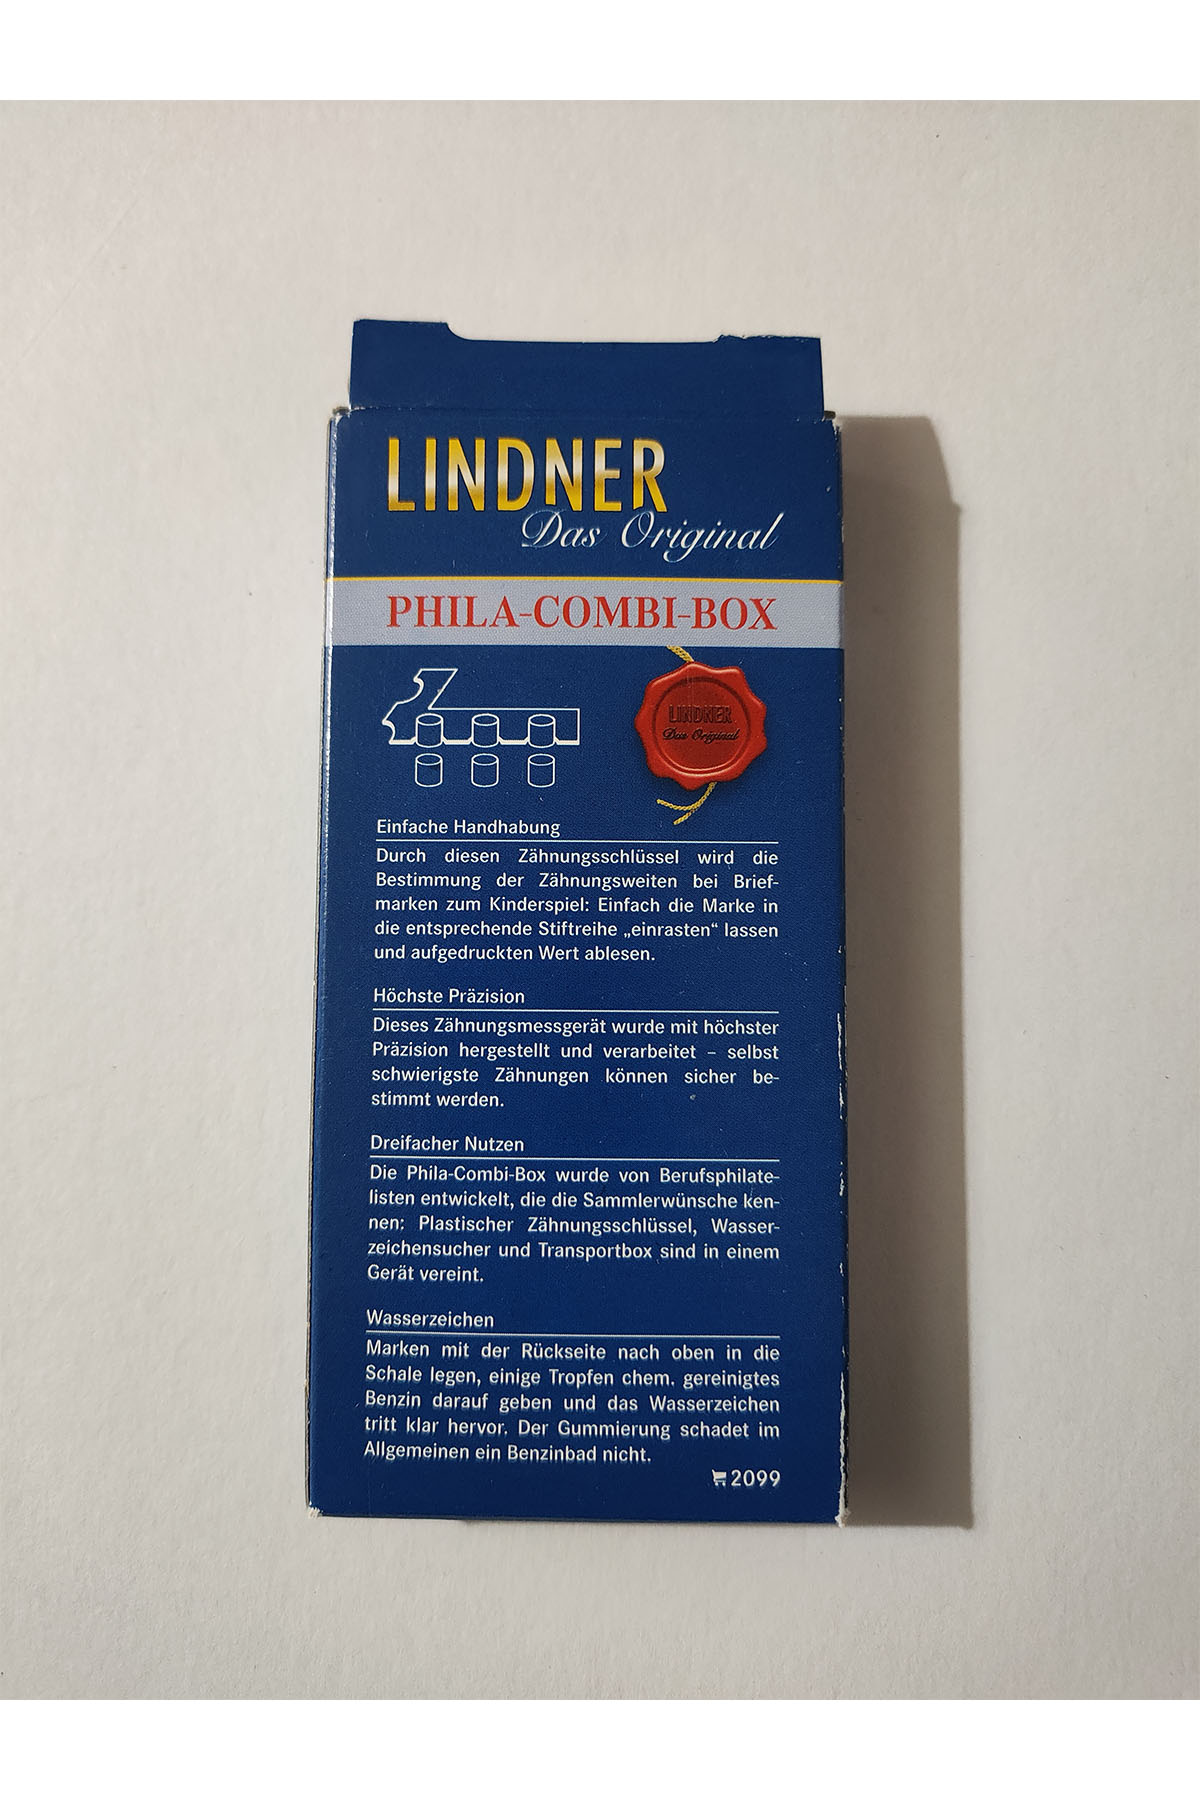 LINDNER
Das Original
PHILA-COMBI-BOX
LINDNER
Das Original
Einfache Handhabung
Durch diesen Zähnungsschlüssel wird die
Bestimmung der Zähnungsweiten bei Brief-
marken zum Kinderspiel: Einfach die Marke in
die entsprechende Stiftreihe „einrasten“ lassen
und aufgedruckten Wert ablesen.
Höchste Präzision
Dieses Zähnungsmessgerät wurde mit höchster
Präzision hergestellt und verarbeitet – selbst
schwierigste Zähnungen können sicher be-
stimmt werden.
Dreifacher Nutzen
Die Phila-Combi-Box wurde von Berufsphilate-
listen entwickelt, die die Sammlerwünsche ken-
nen: Plastischer Zähnungsschlüssel, Wasser-
zeichensucher und Transportbox sind in einem
Gerät vereint.
Wasserzeichen
Marken mit der Rückseite nach oben in die
Schale legen, einige Tropfen chem. gereinigtes
Benzin darauf geben und das Wasserzeichen
tritt klar hervor. Der Gummierung schadet im
Allgemeinen ein Benzinbad nicht.
2099